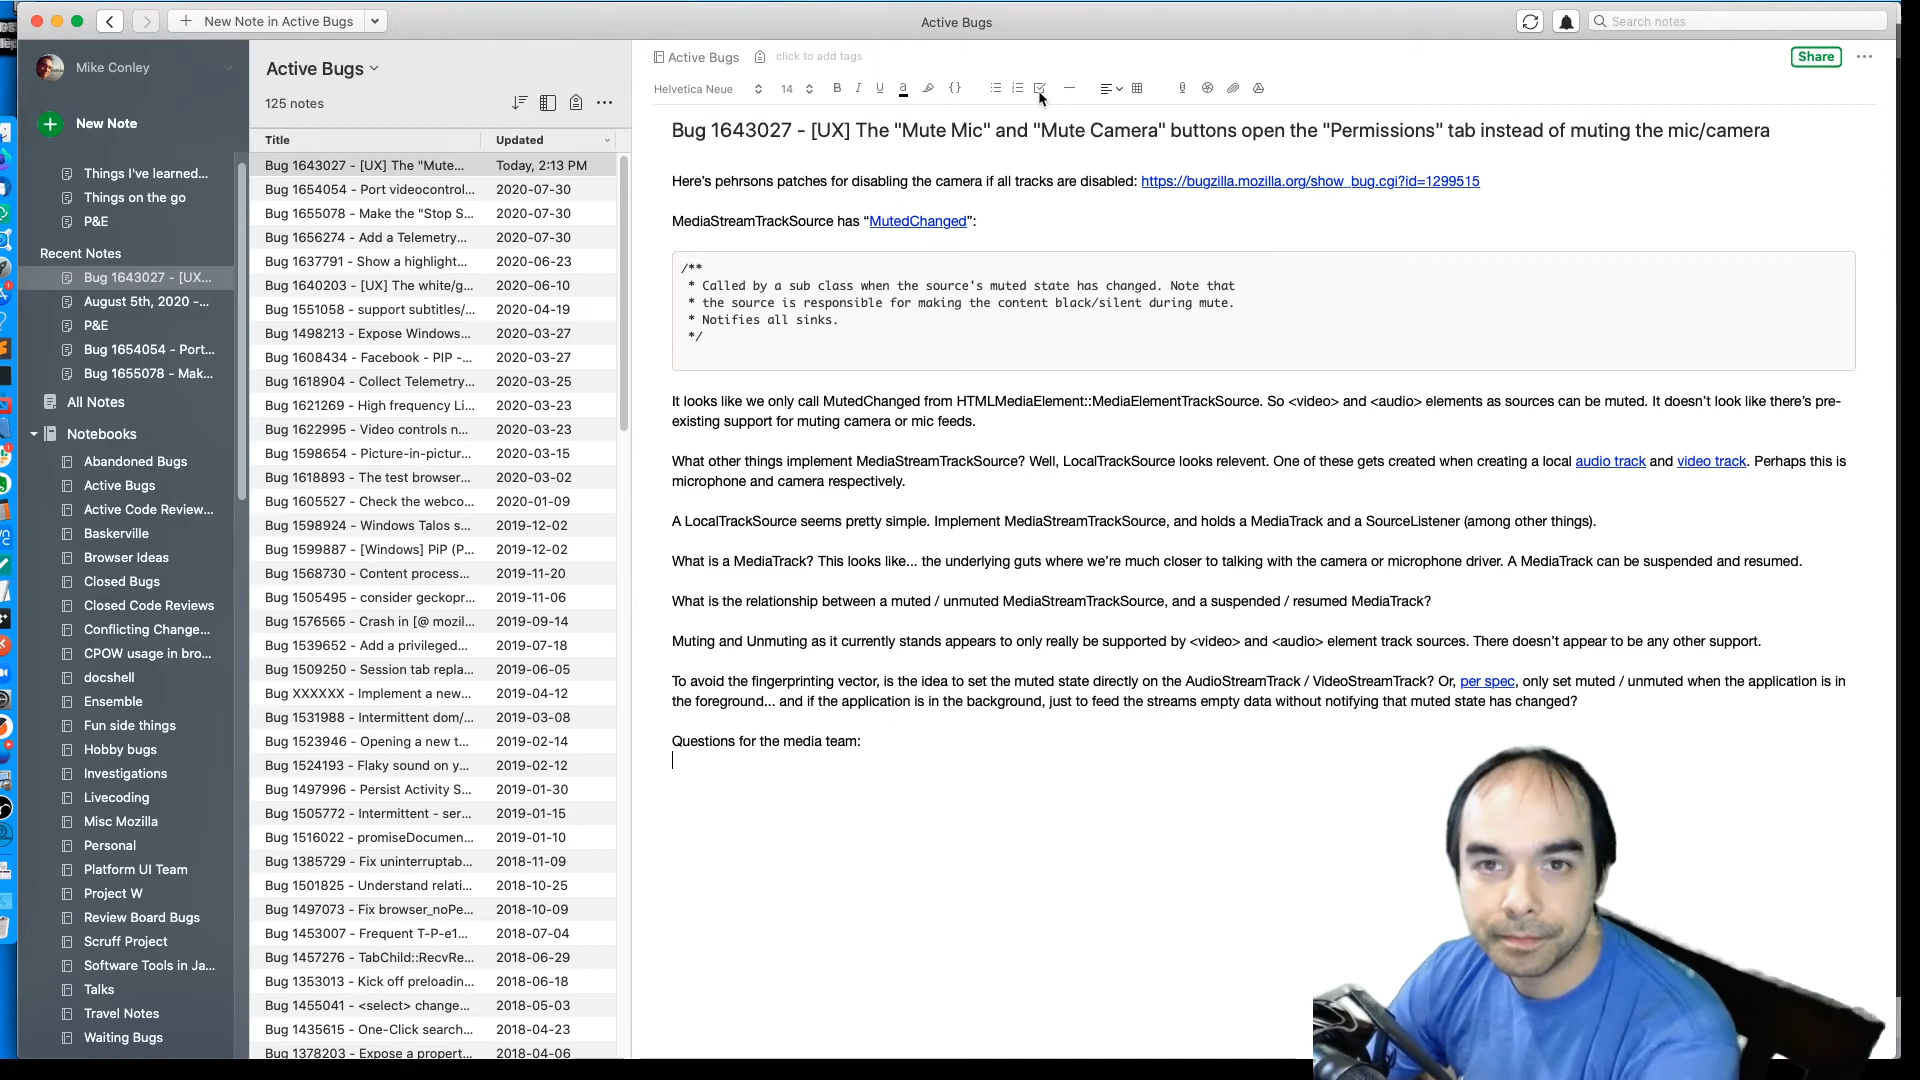 New Note in Active Bugs
Active Bugs
Search notes
Mike Conley
New Note
Things I've learned...
Things on the go
P&E
Recent Notes
Bug 1643027 - [UX...
August 5th, 2020 -...
P&E
Bug 1654054 - Port...
Bug 1655078 - Mak...
All Notes
Notebooks
Abandoned Bugs
Active Bugs
Active Code Review...
Baskerville
Browser Ideas
Closed Bugs
Closed Code Reviews
Conflicting Change...
CPOW usage in bro...
docshell
Ensemble
Fun side things
Hobby bugs
Investigations
Livecoding
Misc Mozilla
Personal
Platform UI Team
Project W
Review Board Bugs
Scruff Project
Software Tools in Ja...
Talks
Travel Notes
Waiting Bugs
Active Bugs
125 notes
Title Updated
Bug 1643027 - [UX] The "Mute... Today, 2:13 PM
Bug 1654054 - Port videocontrol... 2020-07-30
Bug 1655078 - Make the "Stop S... 2020-07-30
Bug 1656274 - Add a Telemetry... 2020-07-30
Bug 1637791 - Show a highlight... 2020-06-23
Bug 1640203 - [UX] The white/g... 2020-06-10
Bug 1551058 - support subtitles/... 2020-04-19
Bug 1498213 - Expose Windows... 2020-03-27
Bug 1608434 - Facebook - PIP -... 2020-03-27
Bug 1618904 - Collect Telemetry... 2020-03-25
Bug 1621269 - High frequency Li... 2020-03-23
Bug 1622995 - Video controls n... 2020-03-23
Bug 1598654 - Picture-in-pictur... 2020-03-15
Bug 1618893 - The test browser... 2020-03-02
Bug 1605527 - Check the webco... 2020-01-09
Bug 1598924 - Windows Talos s... 2019-12-02
Bug 1599887 - [Windows] PiP (P... 2019-12-02
Bug 1568730 - Content process... 2019-11-20
Bug 1505495 - consider geckopr... 2019-11-06
Bug 1576565 - Crash in [@ mozil... 2019-09-14
Bug 1539652 - Add a privileged... 2019-07-18
Bug 1509250 - Session tab repla... 2019-06-05
Bug XXXXXX - Implement a new... 2019-04-12
Bug 1531988 - Intermittent dom/... 2019-03-08
Bug 1523946 - Opening a new t... 2019-02-14
Bug 1524193 - Flaky sound on y... 2019-02-12
Bug 1497996 - Persist Activity S... 2019-01-30
Bug 1505772 - Intermittent - ser... 2019-01-15
Bug 1516022 - promiseDocumen... 2019-01-10
Bug 1385729 - Fix uninterruptab... 2018-11-09
Bug 1501825 - Understand relati... 2018-10-25
Bug 1497073 - Fix browser_noPe... 2018-10-09
Bug 1453007 - Frequent T-P-e1... 2018-07-04
Bug 1457276 - TabChild::RecvRe... 2018-06-29
Bug 1353013 - Kick off preloadin... 2018-06-18
Bug 1455041 - <select> change... 2018-05-03
Bug 1435615 - One-Click search... 2018-04-23
Bug 1378203 - Expose a propert... 2018-04-06
Active Bugs click to add tags
Share
Helvetica Neue 14 B I U a {}
Bug 1643027 - [UX] The "Mute Mic" and "Mute Camera" buttons open the "Permissions" tab instead of muting the mic/camera
Here's pehrsons patches for disabling the camera if all tracks are disabled: https://bugzilla.mozilla.org/show_bug.cgi?id=1299515
MediaStreamTrackSource has “MutedChanged”:
/**
* Called by a sub class when the source's muted state has changed. Note that
* the source is responsible for making the content black/silent during mute.
* Notifies all sinks.
*/
It looks like we only call MutedChanged from HTMLMediaElement::MediaElementTrackSource. So <video> and <audio> elements as sources can be muted. It doesn't look like there's pre-
existing support for muting camera or mic feeds.
What other things implement MediaStreamTrackSource? Well, LocalTrackSource looks relevent. One of these gets created when creating a local audio track and video track. Perhaps this is
microphone and camera respectively.
A LocalTrackSource seems pretty simple. Implement MediaStreamTrackSource, and holds a MediaTrack and a SourceListener (among other things).
What is a MediaTrack? This looks like... the underlying guts where we're much closer to talking with the camera or microphone driver. A MediaTrack can be suspended and resumed.
What is the relationship between a muted / unmuted MediaStreamTrackSource, and a suspended / resumed MediaTrack?
Muting and Unmuting as it currently stands appears to only really be supported by <video> and <audio> element track sources. There doesn't appear to be any other support.
To avoid the fingerprinting vector, is the idea to set the muted state directly on the AudioStreamTrack / VideoStreamTrack? Or, per spec, only set muted / unmuted when the application is in
the foreground... and if the application is in the background, just to feed the streams empty data without notifying that muted state has changed?
Questions for the media team: